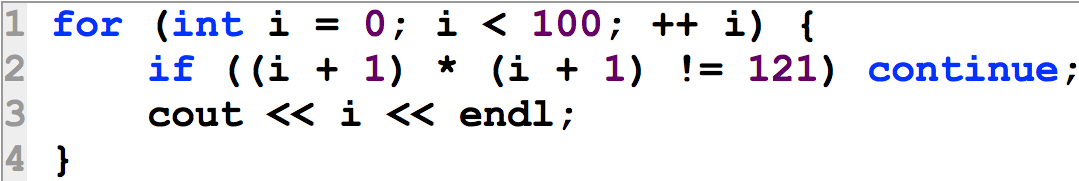 1 for (int i = 0; i < 100; ++ i) {
2     if ((i + 1) * (i + 1) != 121) continue;
3     cout << i << endl;
4 }